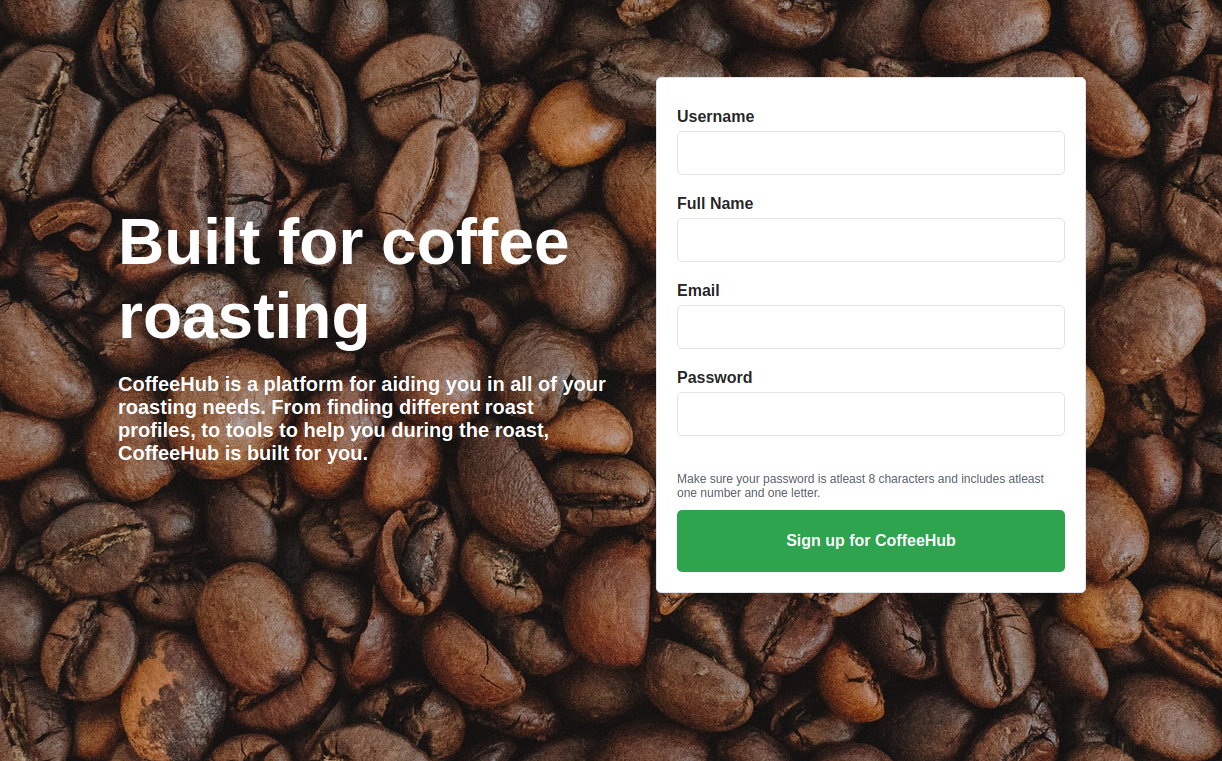 Built for coffee
roasting
CoffeeHub is a platform for aiding you in all of your
roasting needs. From finding different roast
profiles, to tools to help you during the roast,
CoffeeHub is built for you.
Username
Full Name
Email
Password
Make sure your password is atleast 8 characters and includes atleast
one number and one letter.
Sign up for CoffeeHub